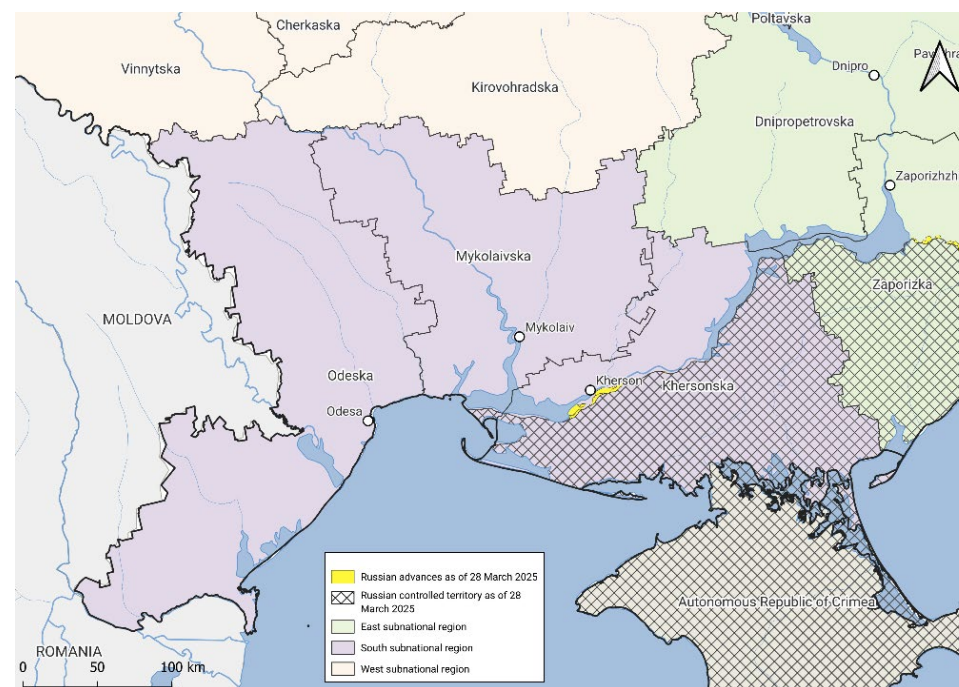 Cherkaska
Poltavska
Vinnytska
Dnipro
Kirovohradska
Dnipropetrovska
Zaporizhzh
Mykolaivska
Zaporizka
MOLDOVA
Mykolaiv
Odeska
Kherson
Khersonska
Odesa
Russian advances as of 28 March 2025
Russian controlled territory as of 28
March 2025
East subnational region
South subnational region
West subnational region
Autonomous Republic of Crimea
ROMANIA
0 50 100 km